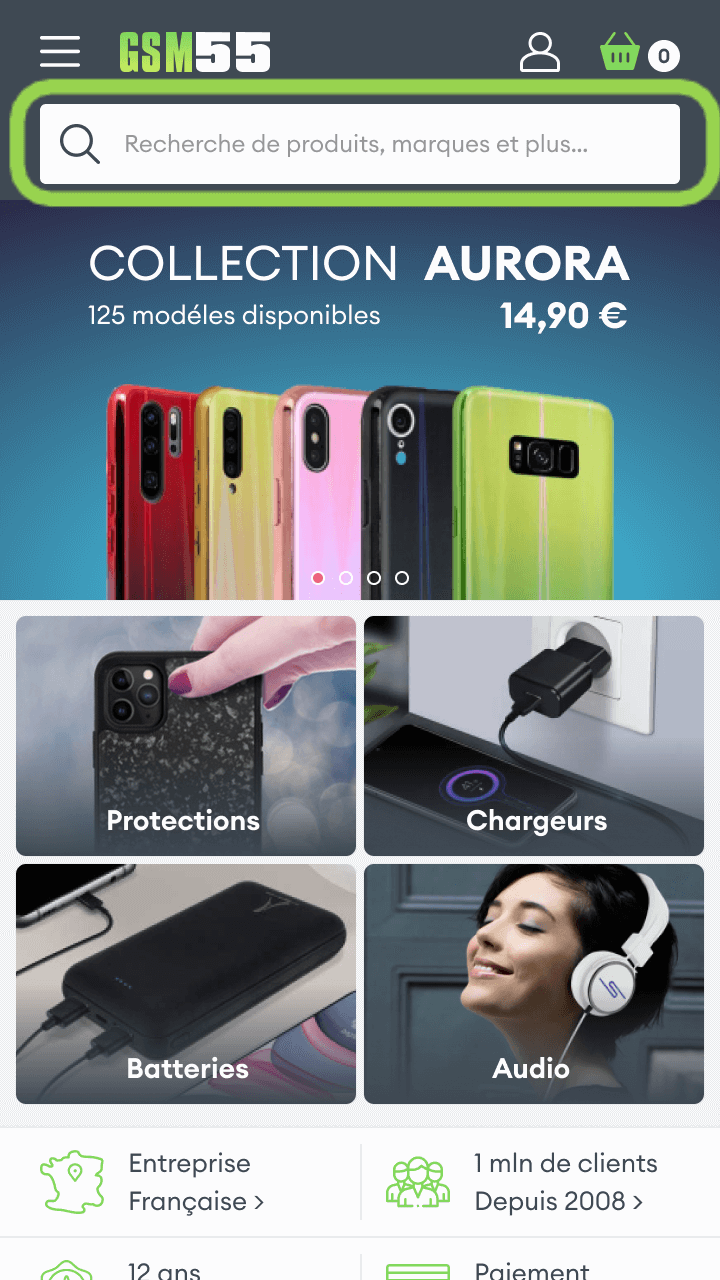 GSM55
0
Recherche de produits, marques et plus...
COLLECTION AURORA
125 modéles disponibles 14,90 €
Protections
Chargeurs
Batteries
Audio
Entreprise
Française >
1 mln de clients
Depuis 2008 >
12 ans
Paiement